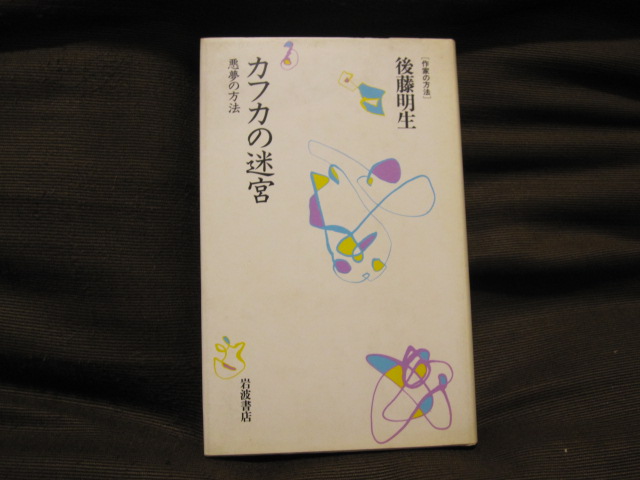 ［作家の方法］
後藤明生
カフカの迷宮
悪夢の方法
岩波書店